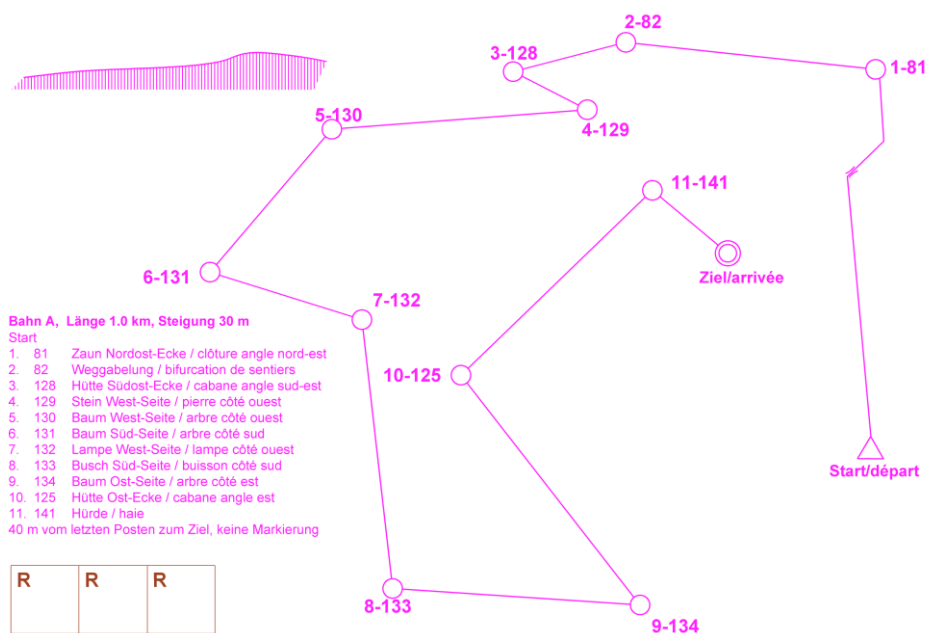 2-82
3-128
1-81
5-130
4-129
11-141
6-131
Ziel/arrivée
7-132
Bahn A, Länge 1.0 km, Steigung 30 m
Start
1. 81 Zaun Nordost-Ecke / clôture angle nord-est
2. 82 Weggabelung / bifurcation de sentiers
3. 128 Hütte Südost-Ecke / cabane angle sud-est
4. 129 Stein West-Seite / pierre côté ouest
5. 130 Baum West-Seite / arbre côté ouest
6. 131 Baum Süd-Seite / arbre côté sud
7. 132 Lampe West-Seite / lampe côté ouest
8. 133 Busch Süd-Seite / buisson côté sud
9. 134 Baum Ost-Seite / arbre côté est
10. 125 Hütte Ost-Ecke / cabane angle est
11. 141 Hürde / haie
40 m vom letzten Posten zum Ziel, keine Markierung
10-125
Start/départ
R R R
8-133
9-134